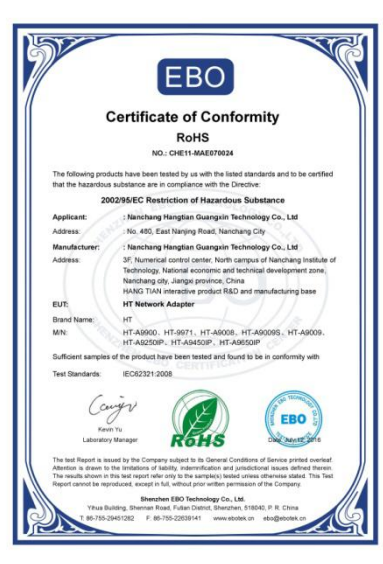 EBO
Certificate of Conformity
RoHS
NO.: CHE11-MAE070024
The following products have been tested by us with the listed standards and to be certified
that the hazardous substance are in compliance with the Directive:
2002/95/EC Restriction of Hazardous Substance
Applicant: : Nanchang Hangtian Guangxin Technology Co., Ltd
Address: : No. 480, East Nanjing Road, Nanchang City
Manufacturer: : Nanchang Hangtian Guangxin Technology Co., Ltd
Address: 3F, Numerical control center, North campus of Nanchang Institute of
Technology, National economic and technical development zone,
Nanchang city, Jiangxi province, China
HANG TIAN interactive product R&D and manufacturing base
EUT: HT Network Adapter
Brand Name: HT
M/N: HT-A9900、HT-9971、HT-A9008、HT-A9009S、HT-A9009、
HT-A9250IP、HT-A9450IP、HT-A9650IP
Sufficient samples of the product have been tested and found to be in conformity with
Test Standards: IEC62321:2008
Kevin Yu
Laboratory Manager
RoHS
EBO
Date: July.12, 2016
The test Report is issued by the Company subject to its General Conditions of Service printed overleaf.
Attention is drawn to the limitations of liability, indemnification and jurisdictional issues defined therein.
The results shown in this test report refer only to the sample(s) tested unless otherwise stated. This Test
Report cannot be reproduced, except in full, without prior written permission of the Company.
Shenzhen EBO Technology Co., Ltd.
Yihua Building, Shennan Road, Futian District, Shenzhen, 518040, P. R. China
T: 86-755-29451282 F: 86-755-22639141 www.ebotek.cn ebo@ebotek.cn